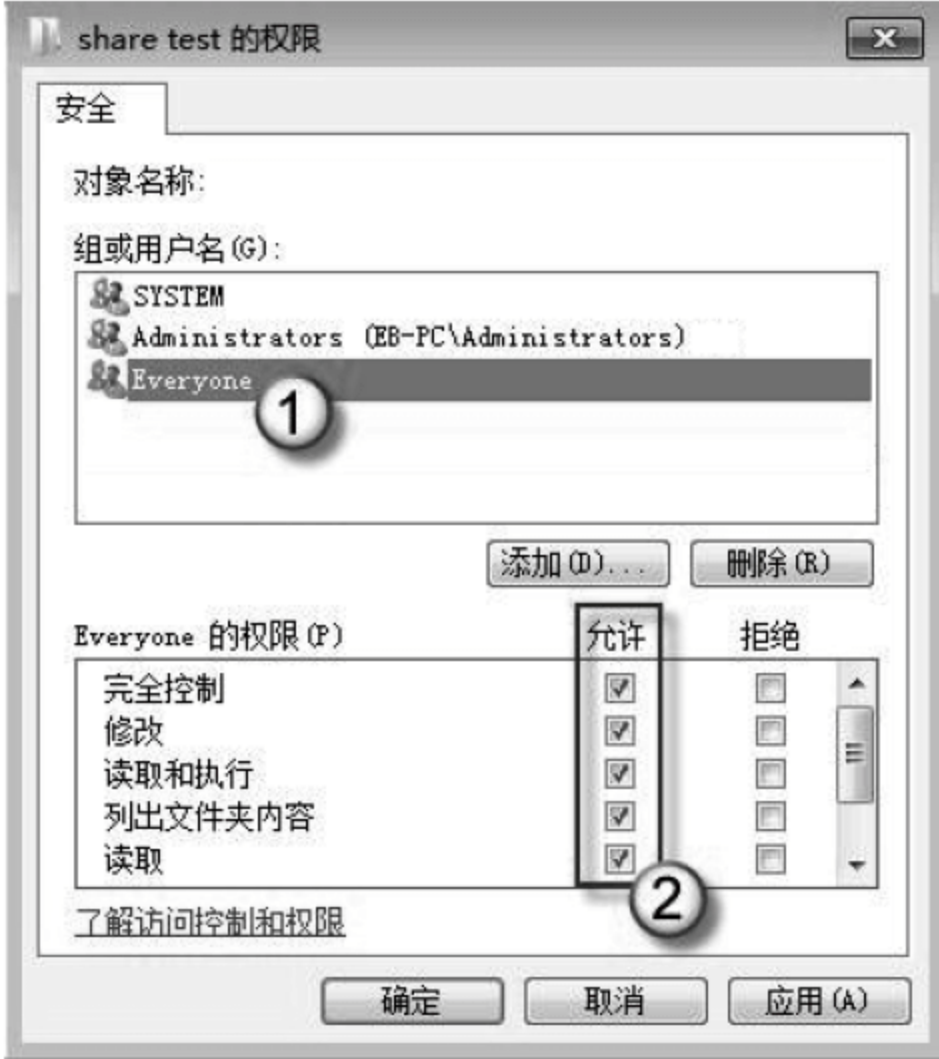 share test 的权限
安全
对象名称:
组或用户名(G):
SYSTEM
Administrators (EB-PC\Administrators)
Everyone
1
添加(D)... 删除(R)
Everyone 的权限(P) 允许 拒绝
完全控制
修改
读取和执行
列出文件夹内容
读取
2
了解访问控制和权限
确定 取消 应用(A)